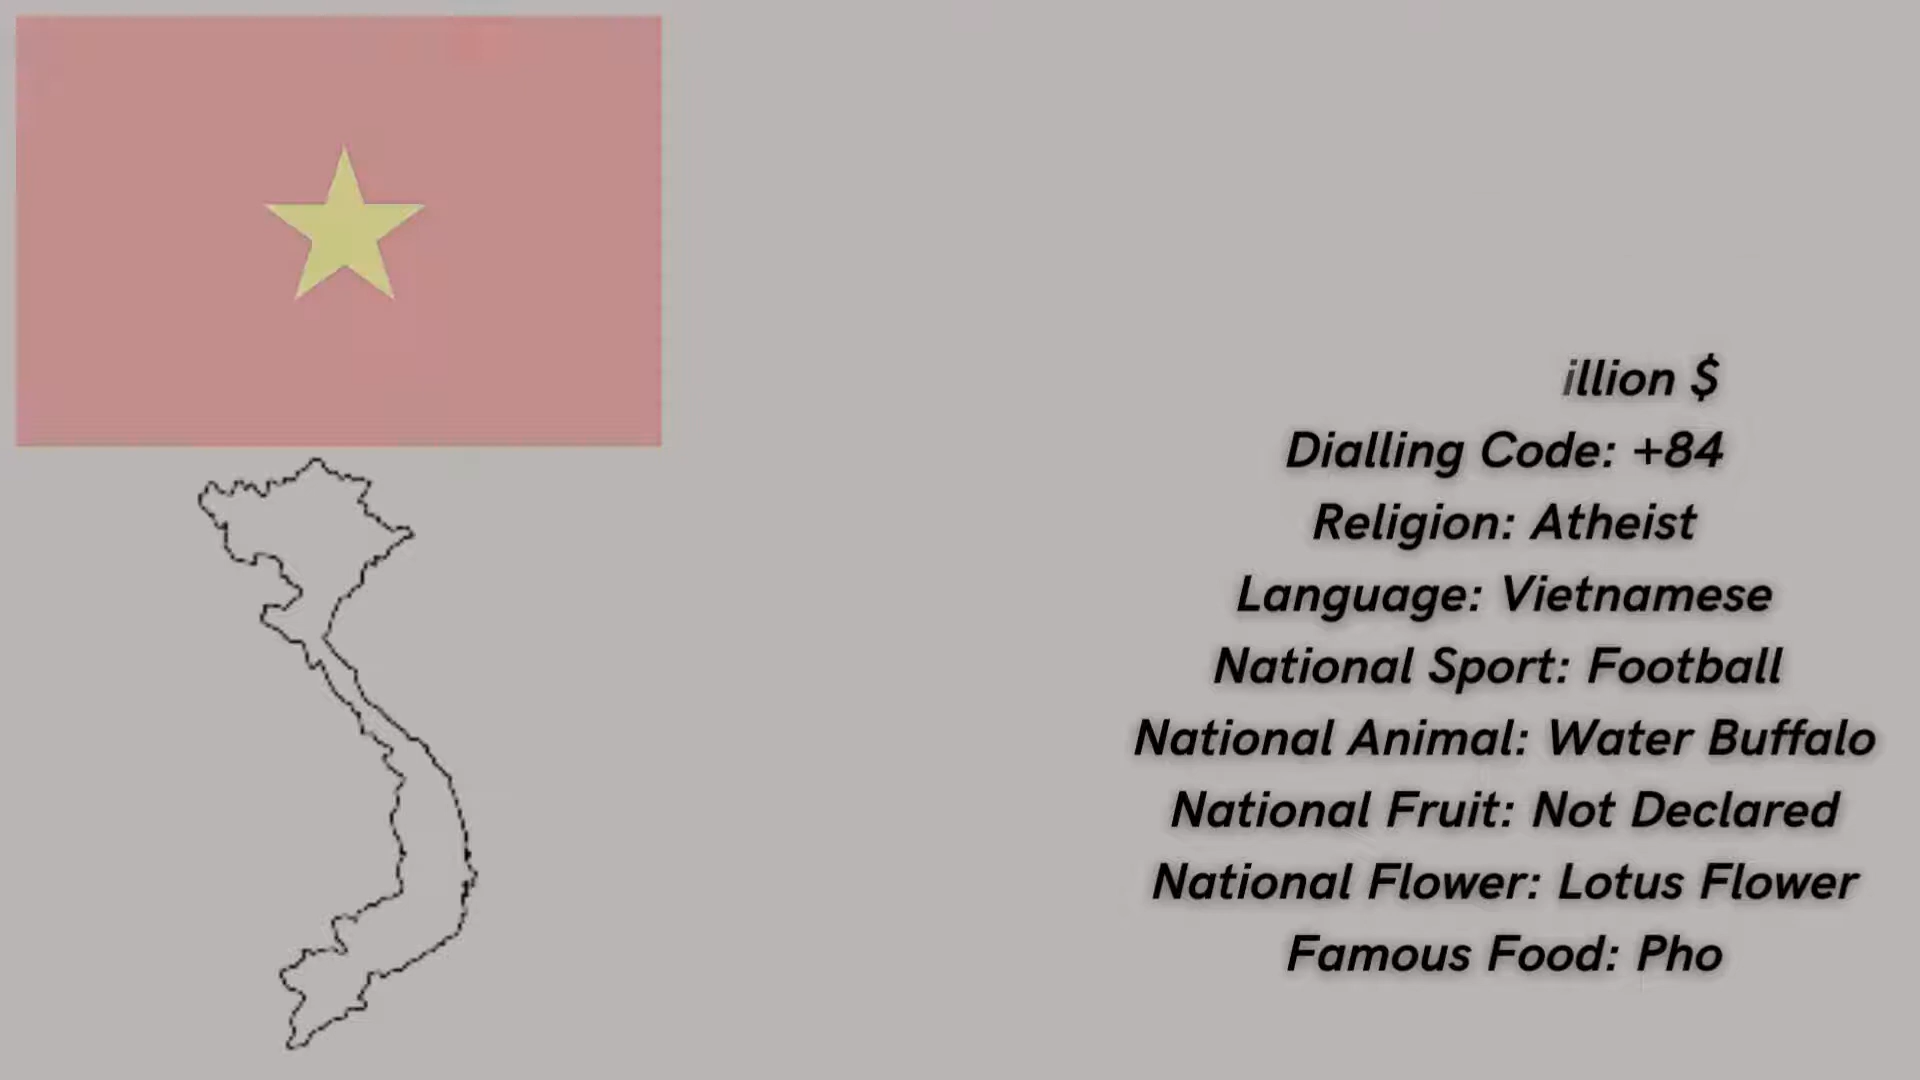 illion $
Dialling Code: +84
Religion: Atheist
Language: Vietnamese
National Sport: Football
National Animal: Water Buffalo
National Fruit: Not Declared
National Flower: Lotus Flower
Famous Food: Pho